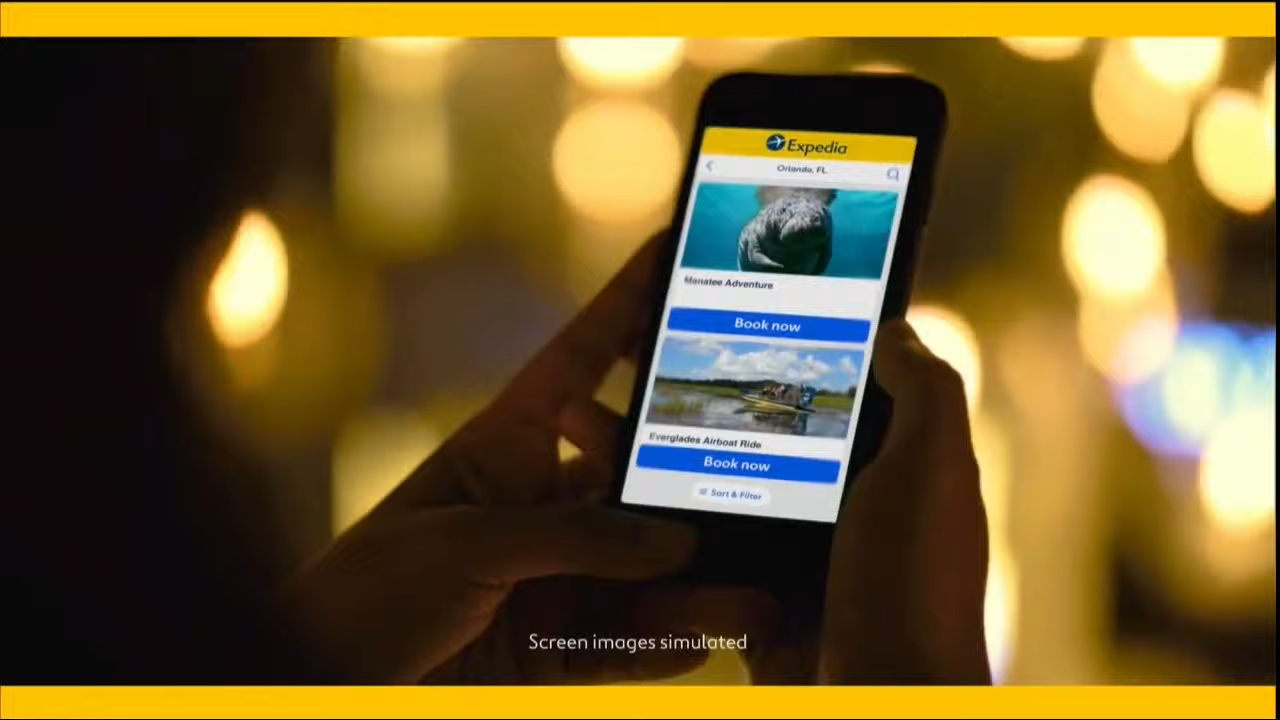 Expedia
Orlando, FL
Manatee Adventure
Book now
Everglades Airboat Ride
Book now
Sort & Filter
Screen images simulated